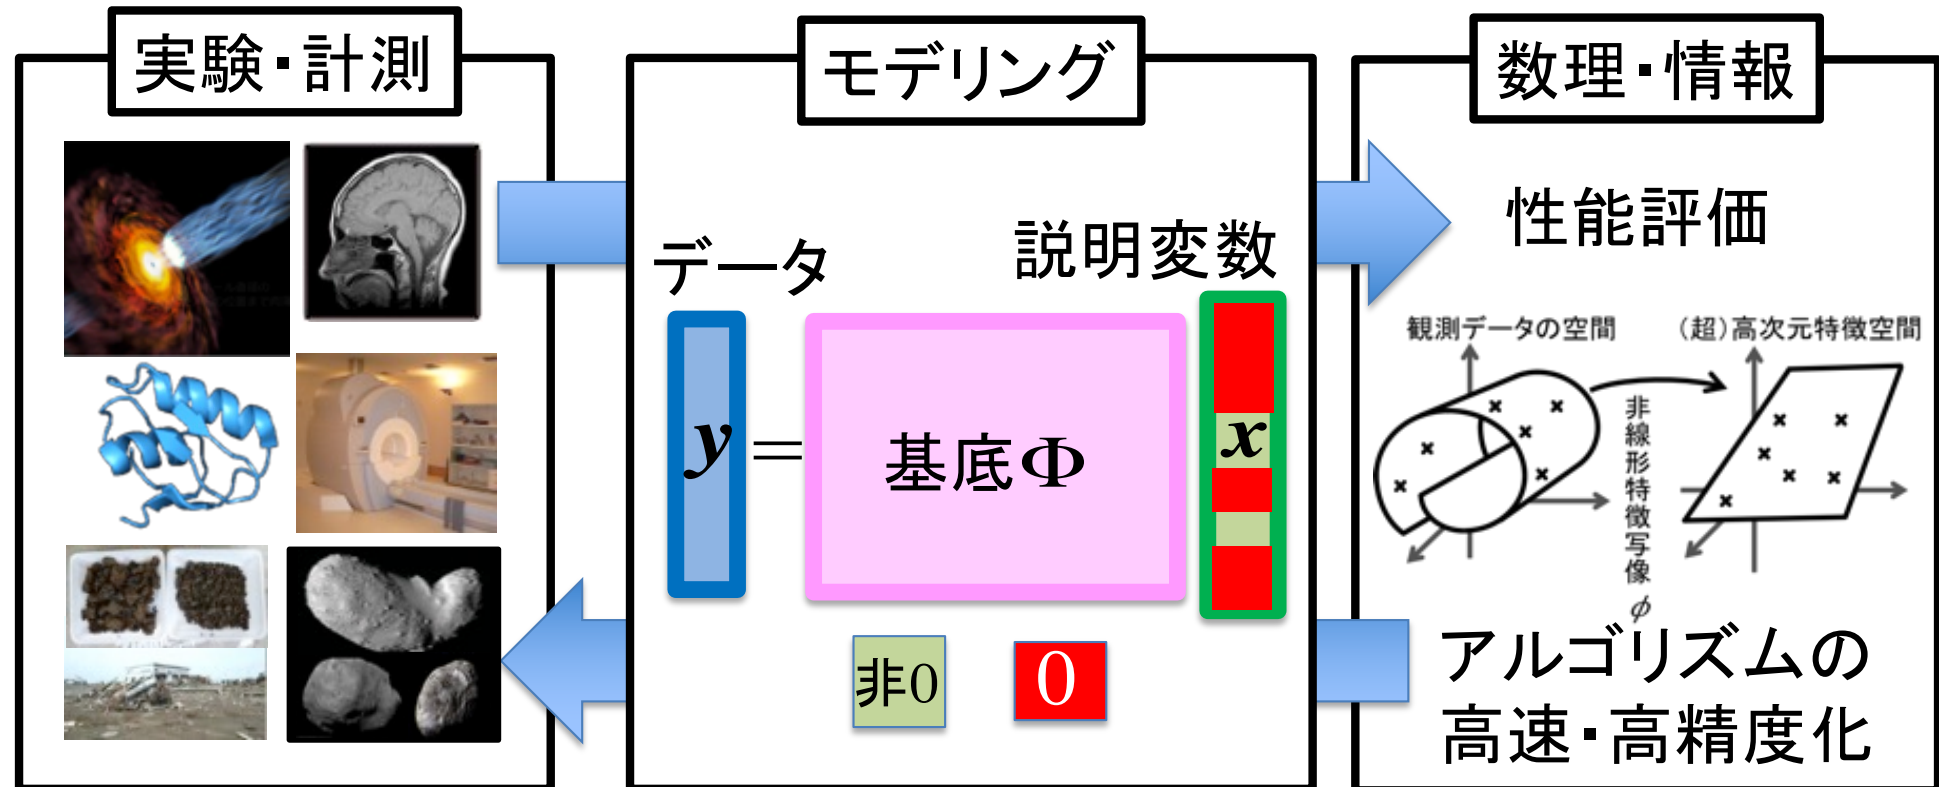 実験・計測
モデリング
数理・情報
データ
説明変数
y
=
基底Φ
x
非0
0
性能評価
観測データの空間
(超)高次元特徴空間
非線形特徴写像 φ
アルゴリズムの
高速・高精度化